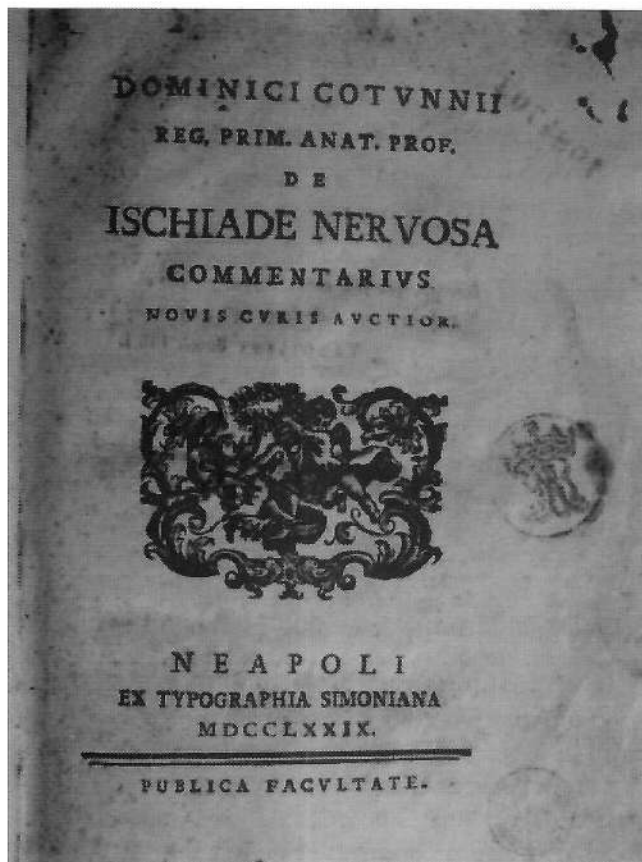 DOMINICI COTVNNII
REG. PRIM. ANAT. PROF.
DE
ISCHIADE NERVOSA
COMMENTARIVS
NOVIS CVRIS AVCTIOR.
NEAPOLI
EX TYPOGRAPHIA SIMONIANA
MDCCLXXIX.
PUBLICA FACVLTATE.